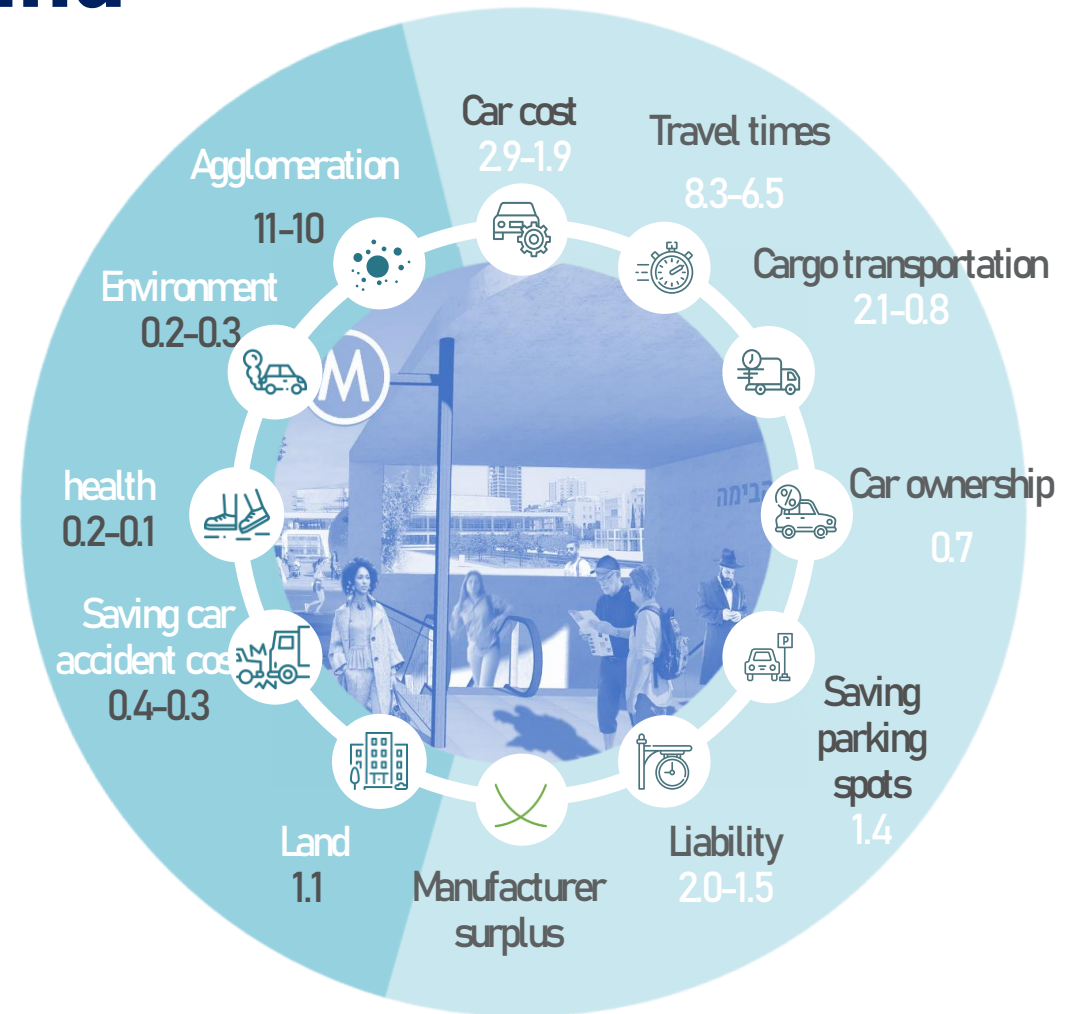 Car cost
2.9–1.9
Travel times
8.3–6.5
Cargo transportation
2.1–0.8
Car ownership
0.7
Saving
parking
spots
1.4
Liability
2.0–1.5
Manufacturer
surplus
Land
1.1
Saving car
accident cos
0.4–0.3
health
0.2–0.1
Environment
0.2–0.3
Agglomeration
11–10
M
הבימה
%
P